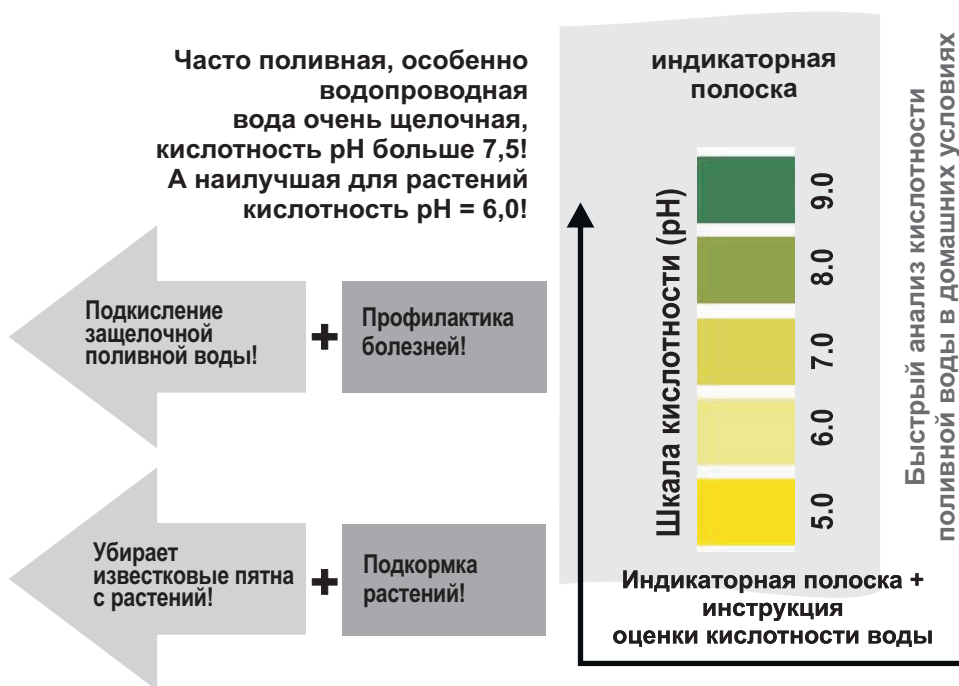 Часто поливная, особенно
водопроводная
вода очень щелочная,
кислотность pH больше 7,5!
А наилучшая для растений
кислотность pH = 6,0!
Подкисление
защелочной
поливной воды!
+
Профилактика
болезней!
Убирает
известковые пятна
с растений!
+
Подкормка
растений!
индикаторная
полоска
Шкала кислотности (pH)
9.0
8.0
7.0
6.0
5.0
Индикаторная полоска +
инструкция
оценки кислотности воды
Быстрый анализ кислотности
поливной воды в домашних условиях